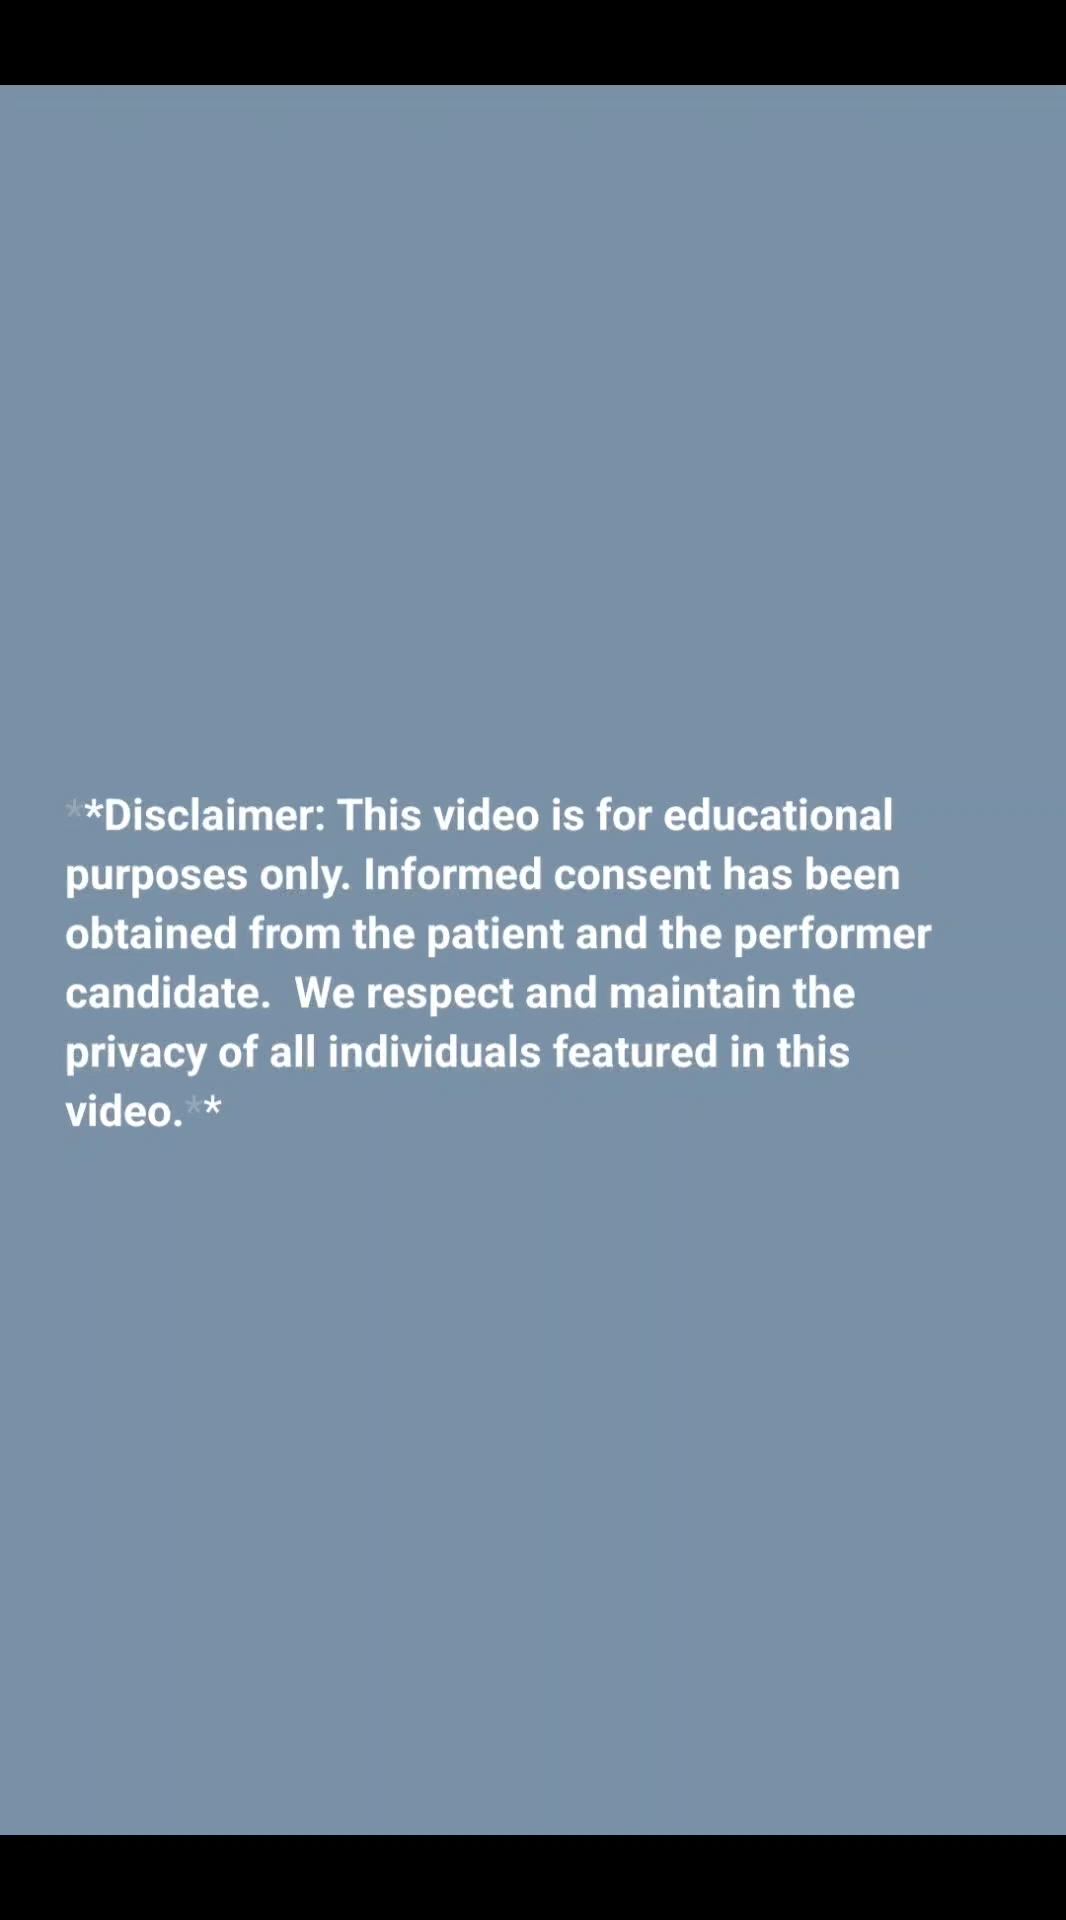 **Disclaimer: This video is for educational
purposes only. Informed consent has been
obtained from the patient and the performer
candidate.  We respect and maintain the
privacy of all individuals featured in this
video.**